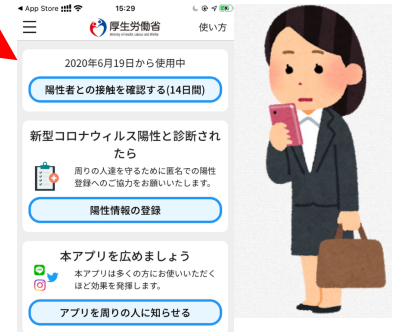 App Store
15:29
厚生労働省
Ministry of Health, Labour and Welfare
使い方
2020年6月19日から使用中
陽性者との接触を確認する(14日間)
新型コロナウィルス陽性と診断され
たら
周りの人達を守るために匿名での陽性
登録へのご協力をお願いいたします。
陽性情報の登録
本アプリを広めましょう
本アプリは多くの方にお使いいただく
ほど効果を発揮します。
アプリを周りの人に知らせる